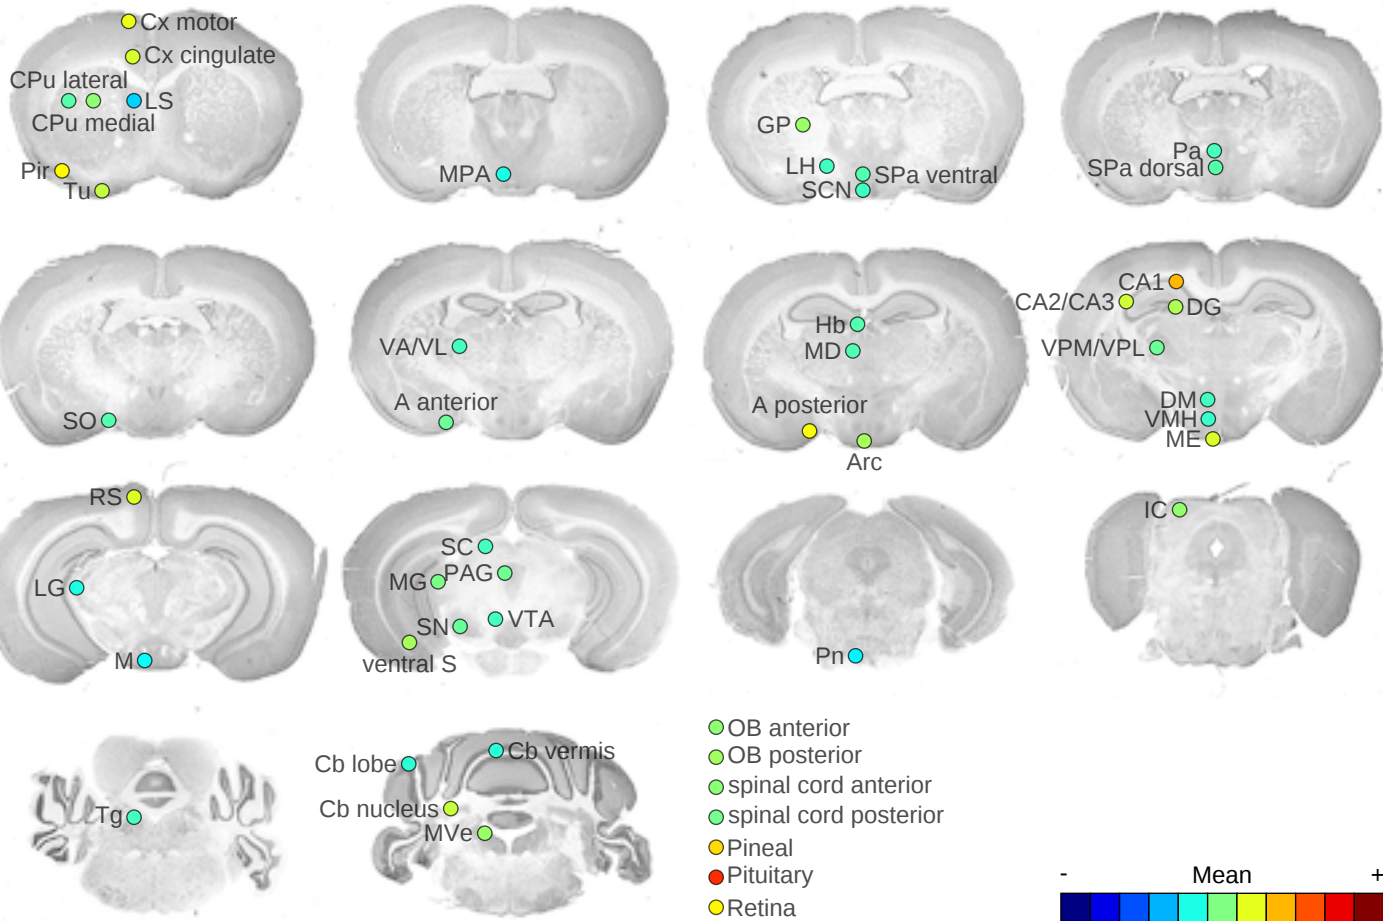 Cx motor
Cx cingulate
CPu lateral
LS
CPu medial
Pir
Tu
MPA
GP
LH
SPa ventral
SCN
Pa
SPa dorsal
SO
VA/VL
A anterior
Hb
MD
A posterior
Arc
CA1
CA2/CA3
DG
VPM/VPL
DM
VMH
ME
RS
LG
M
SC
MG
PAG
SN
VTA
ventral S
Pn
IC
Tg
Cb lobe
Cb vermis
Cb nucleus
MVe
OB anterior
OB posterior
spinal cord anterior
spinal cord posterior
Pineal
Pituitary
Retina
- Mean +